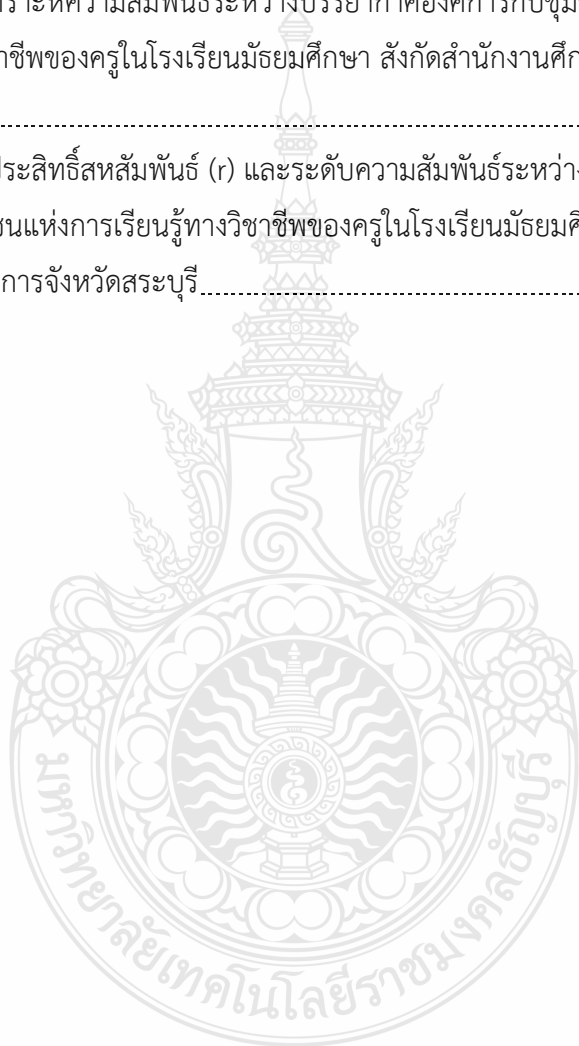 ความสัมพันธ์ระหว่างบรรยากาศองค์การกับชุม
ชีพของครูในโรงเรียนมัธยมศึกษา สังกัดสำนักงานศึก
ประสิทธิ์สหสัมพันธ์ (r) และระดับความสัมพันธ์ระหว่าง
แห่งการเรียนรู้ทางวิชาชีพของครูในโรงเรียนมัธยมศึ
การจังหวัดสระบุรี
มหาวิทยาลัยเทคโนโลยีราชมงคลธัญบุรี